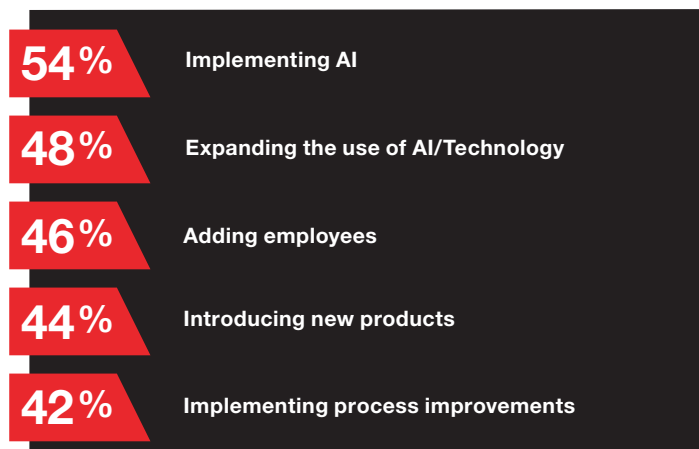 54% Implementing AI
48% Expanding the use of AI/Technology
46% Adding employees
44% Introducing new products
42% Implementing process improvements